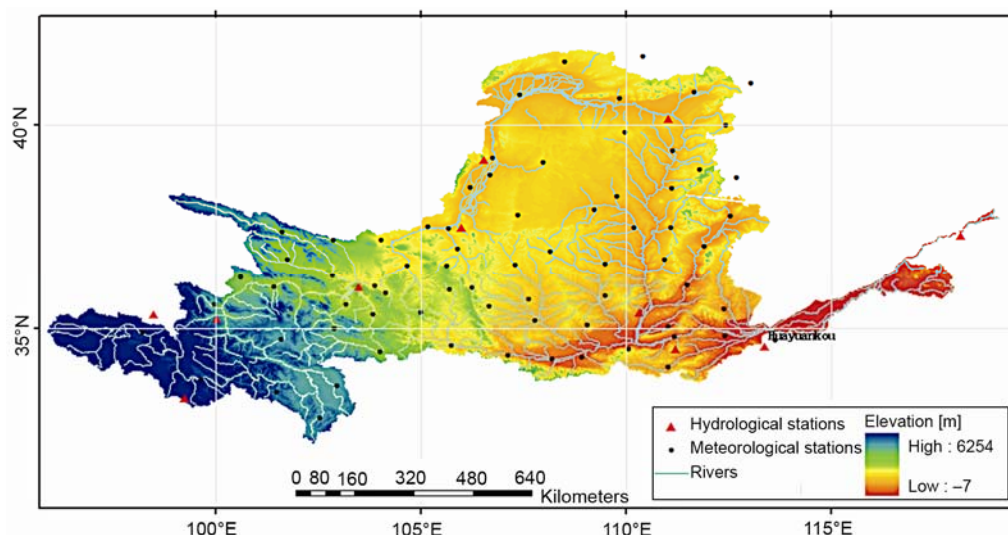 40°N
35°N
Huayuankou
Hydrological stations
Meteorological stations
Rivers
Elevation [m]
High : 6254
Low : –7
0 80 160 320 480 640
Kilometers
100°E 105°E 110°E 115°E